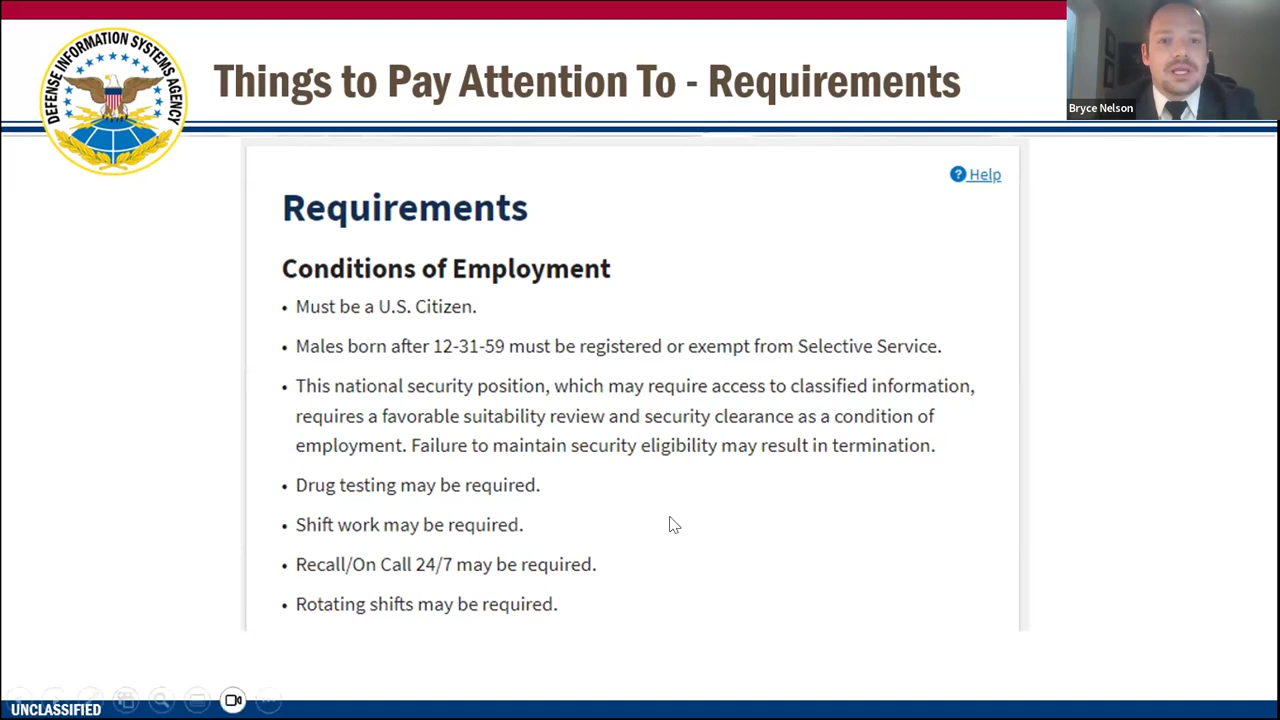 DEFENSE INFORMATION SYSTEMS AGENCY
Things to Pay Attention To - Requirements
Bryce Nelson
? Help
Requirements
Conditions of Employment
• Must be a U.S. Citizen.
• Males born after 12-31-59 must be registered or exempt from Selective Service.
• This national security position, which may require access to classified information,
requires a favorable suitability review and security clearance as a condition of
employment. Failure to maintain security eligibility may result in termination.
• Drug testing may be required.
• Shift work may be required.
• Recall/On Call 24/7 may be required.
• Rotating shifts may be required.
UNCLASSIFIED